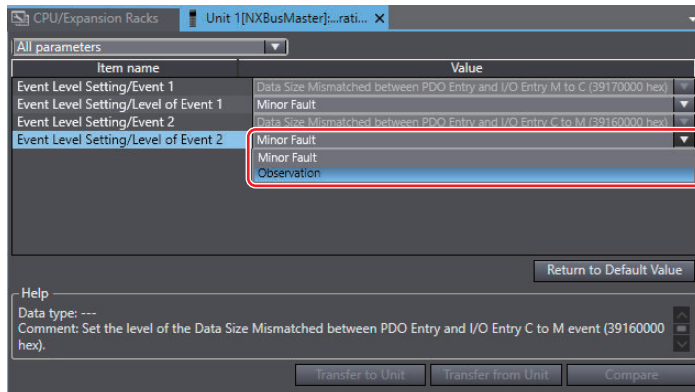 CPU/Expansion Racks
Unit 1[NXBusMaster]:...rati... X
All parameters
Item name Value
Event Level Setting/Event 1 Data Size Mismatched between PDO Entry and I/O Entry M to C (39170000 hex)
Event Level Setting/Level of Event 1 Minor Fault
Event Level Setting/Event 2 Data Size Mismatched between PDO Entry and I/O Entry C to M (39160000 hex)
Event Level Setting/Level of Event 2 Minor Fault
Minor Fault
Observation
Return to Default Value
Help
Data type: ---
Comment: Set the level of the Data Size Mismatched between PDO Entry and I/O Entry C to M event (39160000
hex).
Transfer to Unit Transfer from Unit Compare